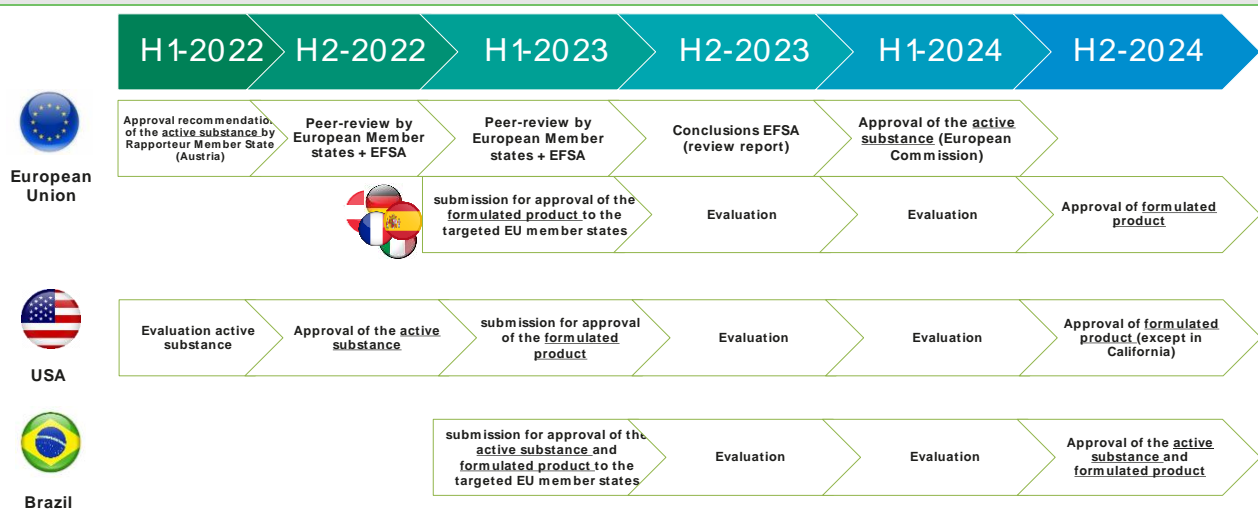 H1-2022
H2-2022
H1-2023
H2-2023
H1-2024
H2-2024
European
Union
Approval recommendation
of the active substance by
Rapporteur Member State
(Austria)
Peer-review by
European Member
states + EFSA
Peer-review by
European Member
states + EFSA
Conclusions EFSA
(review report)
Approval of the active
substance (European
Commission)
submission for approval of the
formulated product to the
targeted EU member states
Evaluation
Evaluation
Approval of formulated
product
USA
Evaluation active
substance
Approval of the active
substance
submission for approval
of the formulated
product
Evaluation
Evaluation
Approval of formulated
product (except in
California)
Brazil
submission for approval of the
active substance and
formulated product to the
targeted EU member states
Evaluation
Evaluation
Approval of the active
substance and
formulated product